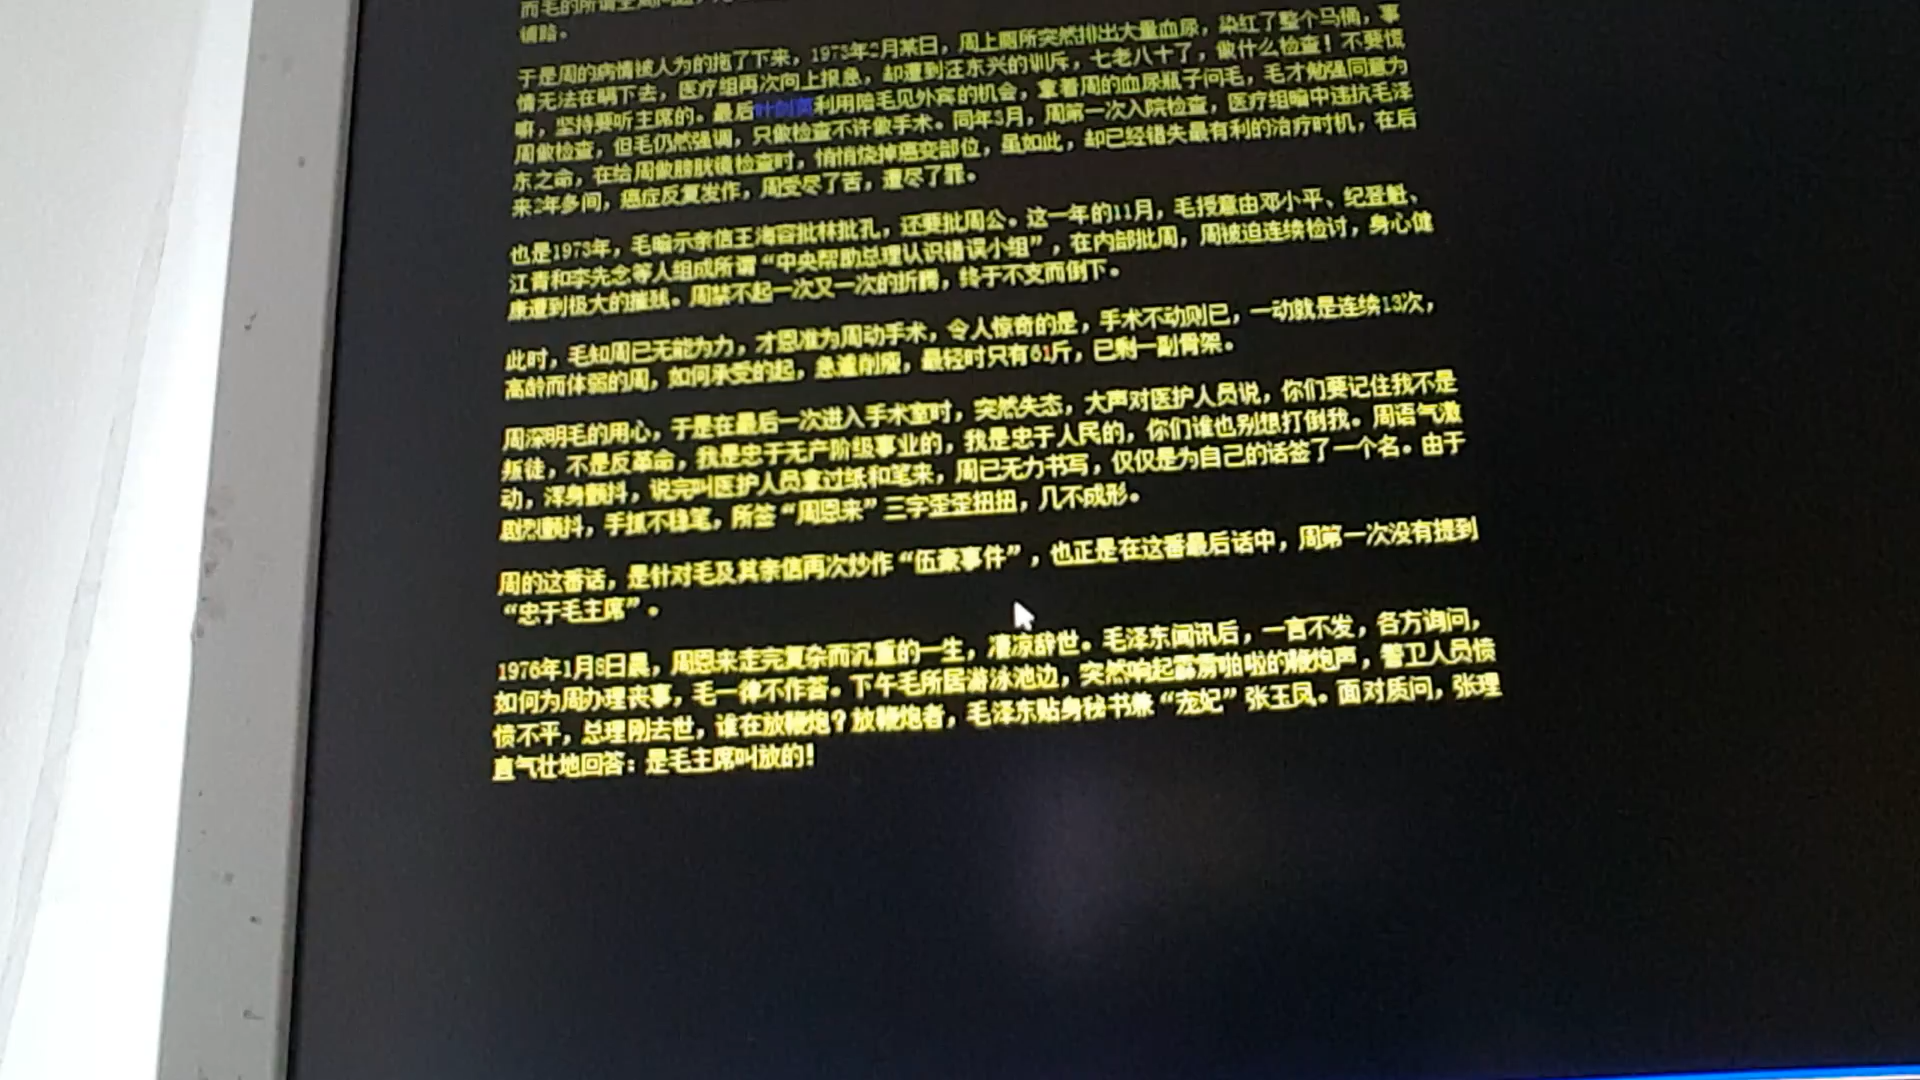 而毛的所谓全局问题，
铺路。
于是周的病情被人为的拖了下来，1973年2月某日，周上厕所突然排出大量血尿，染红了整个马桶，事
情无法在瞒下去，医疗组再次向上报急，却遭到汪东兴的训斥，七老八十了，做什么检查！不要慌
嘛，坚持要听主席的。最后叶剑英利用陪毛见外宾的机会，拿着周的血尿瓶子问毛，毛才勉强同意为
周做检查，但毛仍然强调，只做检查不许做手术。同年3月，周第一次入院检查，医疗组暗中违抗毛泽
东之命，在给周做膀胱镜检查时，悄悄烧掉癌变部位，虽如此，却已经错失最有利的治疗时机，在后
来2年多间，癌症反复发作，周受尽了苦，遭尽了罪。
也是1973年，毛暗示亲信王海容批林批孔，还要批周公。这一年的11月，毛授意由邓小平、纪登魁、
江青和李先念等人组成所谓“中央帮助总理认识错误小组”，在内部批周，周被迫连续检讨，身心健
康遭到极大的摧残。周禁不起一次又一次的折腾，终于不支而倒下。
此时，毛知周已无能为力，才恩准为周动手术，令人惊奇的是，手术不动则已，一动就是连续13次，
高龄而体弱的周，如何承受的起，急遽削瘦，最轻时只有61斤，已剩一副骨架。
周深明毛的用心，于是在最后一次进入手术室时，突然失态，大声对医护人员说，你们要记住我不是
叛徒，不是反革命，我是忠于无产阶级事业的，我是忠于人民的，你们谁也别想打倒我。周语气激
动，浑身颤抖，说完叫医护人员拿过纸和笔来，周已无力书写，仅仅是为自己的话签了一个名。由于
剧烈颤抖，手抓不稳笔，所签“周恩来”三字歪歪扭扭，几不成形。
周的这番话，是针对毛及其亲信再次炒作“伍豪事件”，也正是在这番最后话中，周第一次没有提到
“忠于毛主席”。
1976年1月8日晨，周恩来走完复杂而沉重的一生，凄凉辞世。毛泽东闻讯后，一言不发，各方询问，
如何为周办理丧事，毛一律不作答。下午毛所居游泳池边，突然响起霹雳啪啦的鞭炮声，警卫人员愤
愤不平，总理刚去世，谁在放鞭炮？放鞭炮者，毛泽东贴身秘书兼“宠妃”张玉凤。面对质问，张理
直气壮地回答：是毛主席叫放的！